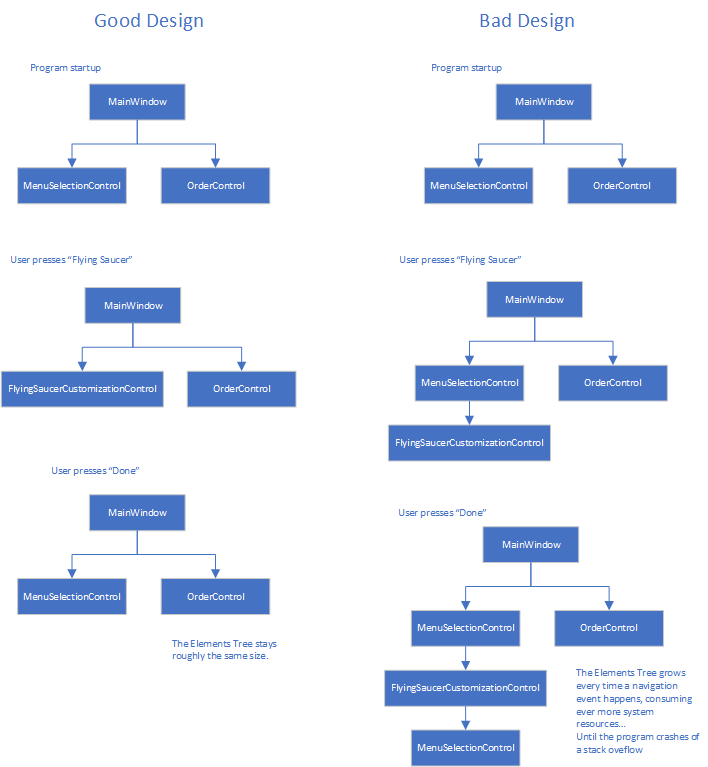 Good Design
Program startup
MainWindow
MenuSelectionControl
OrderControl
User presses “Flying Saucer”
MainWindow
FlyingSaucerCustomizationControl
OrderControl
User presses “Done”
MainWindow
MenuSelectionControl
OrderControl
The Elements Tree stays
roughly the same size.
Bad Design
Program startup
MainWindow
MenuSelectionControl
OrderControl
User presses “Flying Saucer”
MainWindow
MenuSelectionControl
OrderControl
FlyingSaucerCustomizationControl
User presses “Done”
MainWindow
MenuSelectionControl
OrderControl
FlyingSaucerCustomizationControl
MenuSelectionControl
The Elements Tree grows
every time a navigation
event happens, consuming
ever more system
resources...
Until the program crashes of
a stack oveflow